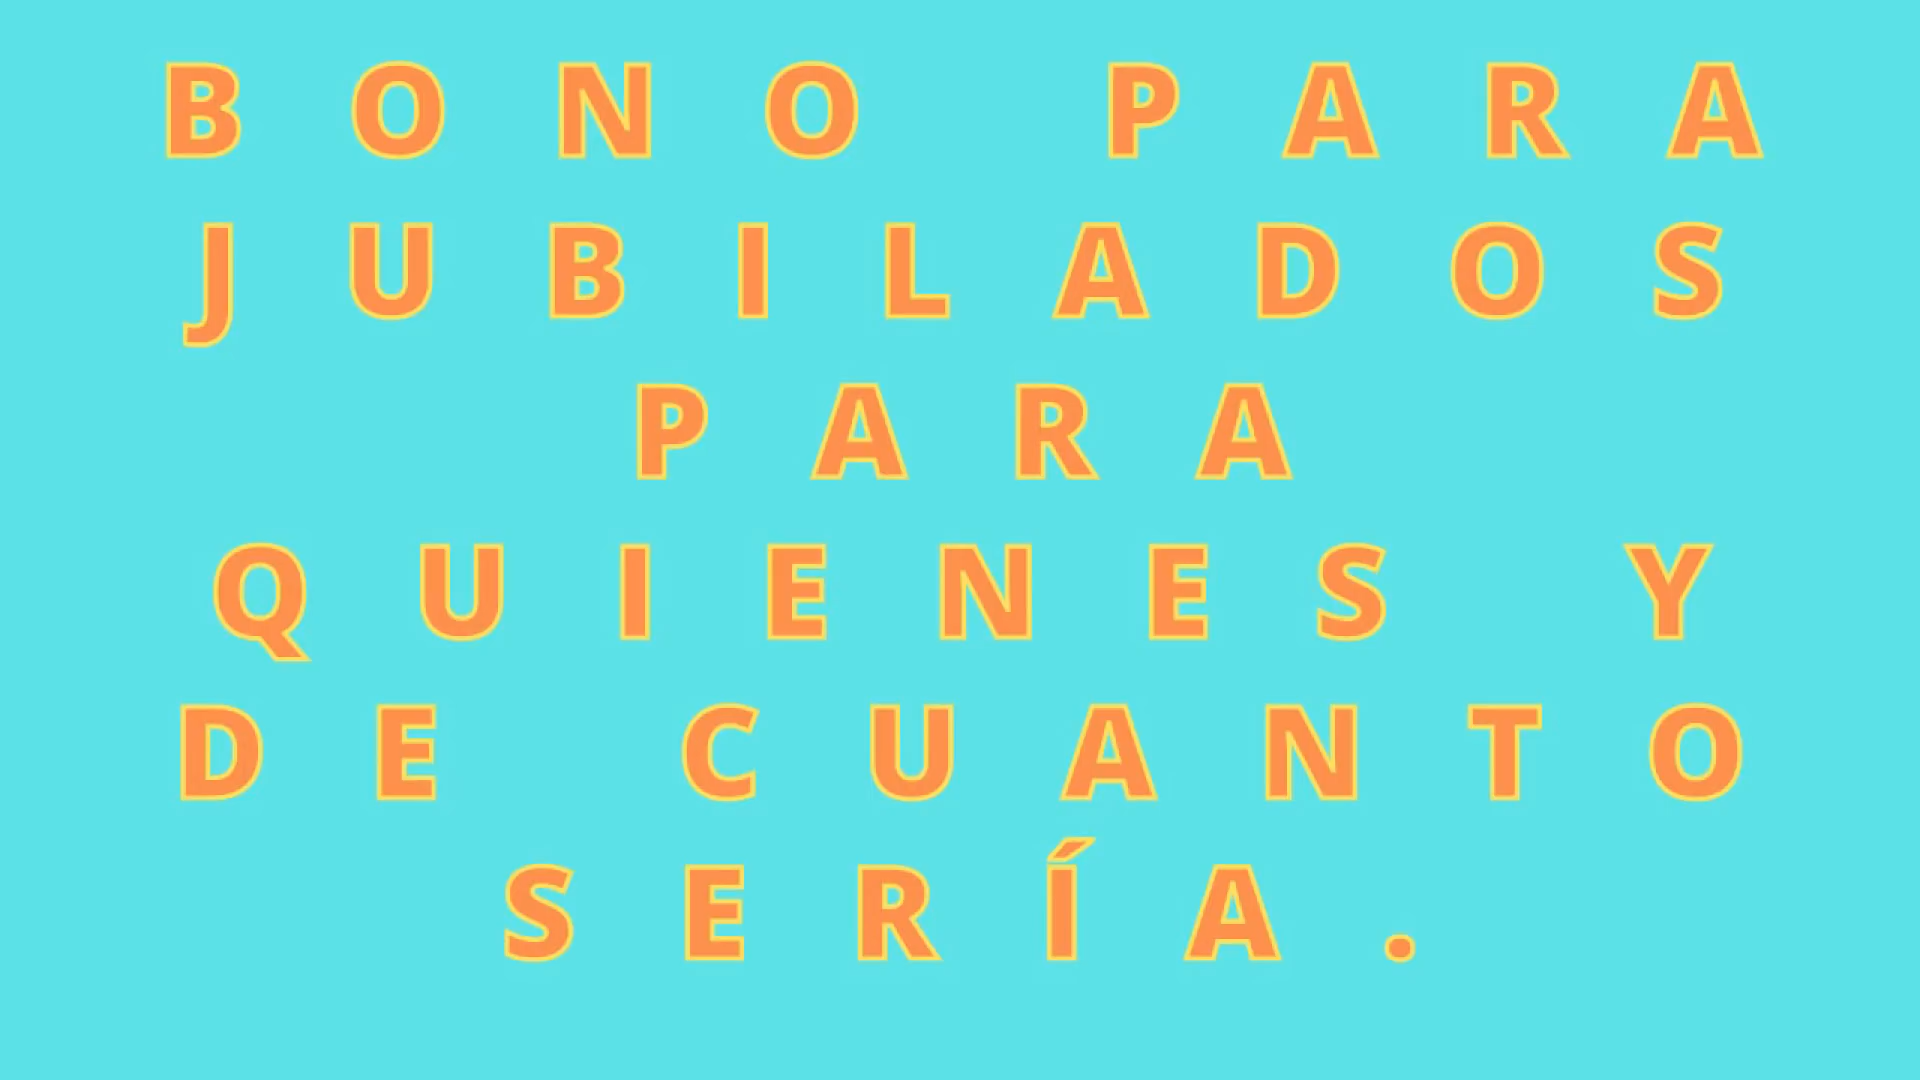 BONO PARA
JUBILADOS
PARA
QUIENES Y
DE CUANTO
SERÍA.